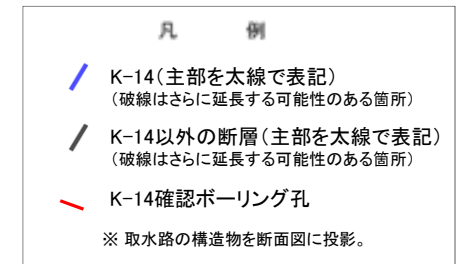 凡 例
K-14(主部を太線で表記)
(破線はさらに延長する可能性のある箇所)
K-14以外の断層(主部を太線で表記)
(破線はさらに延長する可能性のある箇所)
K-14確認ボーリング孔
※ 取水路の構造物を断面図に投影。